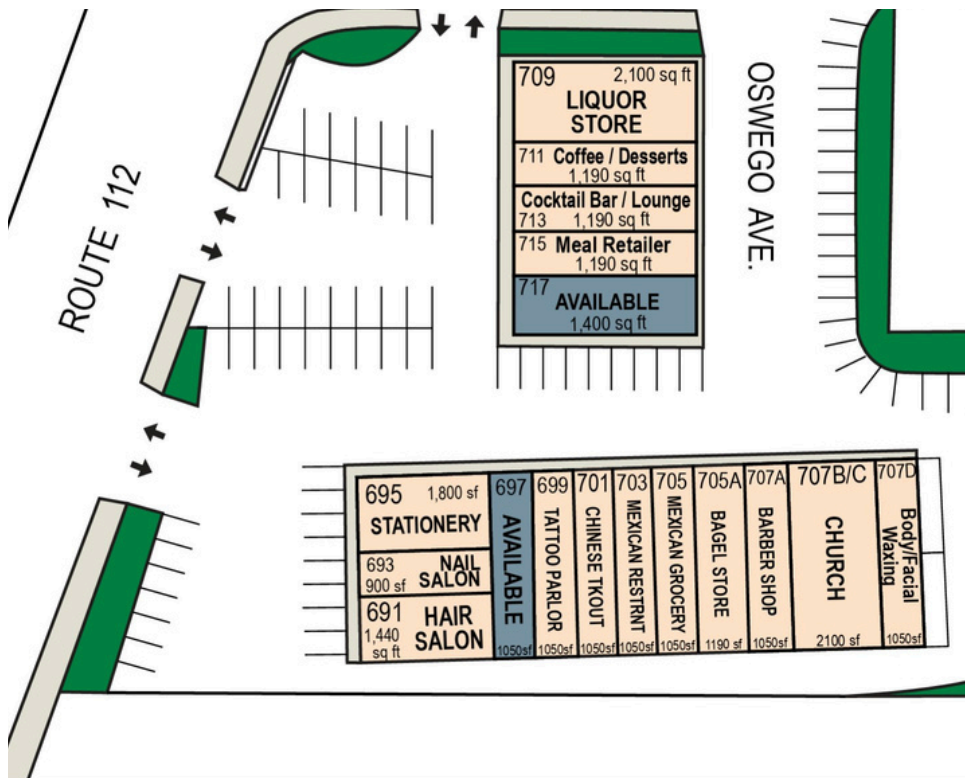 ROUTE 112
OSWEGO AVE.
709 2,100 sq ft
LIQUOR
STORE
711 Coffee / Desserts
1,190 sq ft
Cocktail Bar / Lounge
713 1,190 sq ft
715 Meal Retailer
1,190 sq ft
717
AVAILABLE
1,400 sq ft
695 1,800 sf
STATIONERY
693 NAIL
900 sf SALON
691 HAIR
1,440 SALON
sq ft
697
AVAILABLE
1050sf
699
TATTOO PARLOR
1050sf
701
CHINESE TKOUT
1050sf
703
MEXICAN RESTRNT
1050sf
705
MEXICAN GROCERY
1050sf
705A
BAGEL STORE
1190 sf
707A
BARBER SHOP
1050sf
707B/C
CHURCH
2100 sf
707D
Body/Facial
Waxing
1050sf